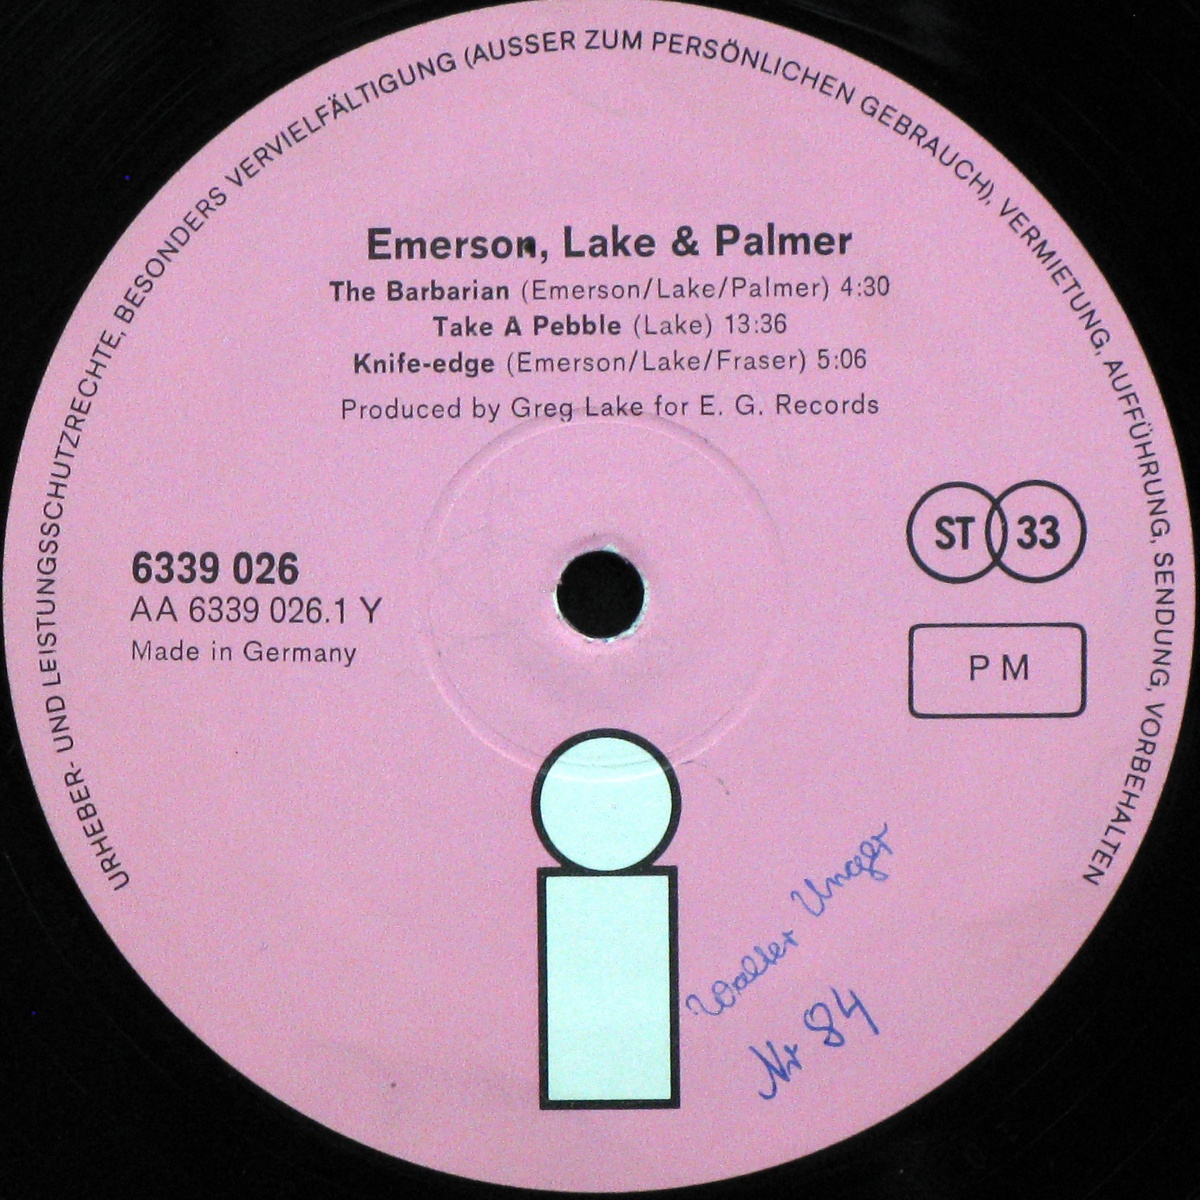 URHEBER- UND LEISTUNGSSCHUTZRECHTE, BESONDERS VERVIELFÄLTIGUNG (AUSSER ZUM PERSÖNLICHEN GEBRAUCH), VERMIETUNG, AUFFÜHRUNG, SENDUNG, VORBEHALTEN
Emerson, Lake & Palmer
The Barbarian (Emerson/Lake/Palmer) 4:30
Take A Pebble (Lake) 13:36
Knife-edge (Emerson/Lake/Fraser) 5:06
Produced by Greg Lake for E. G. Records
ST 33
6339 026
AA 6339 026.1 Y
Made in Germany
P M
i
Walter
Nr 84